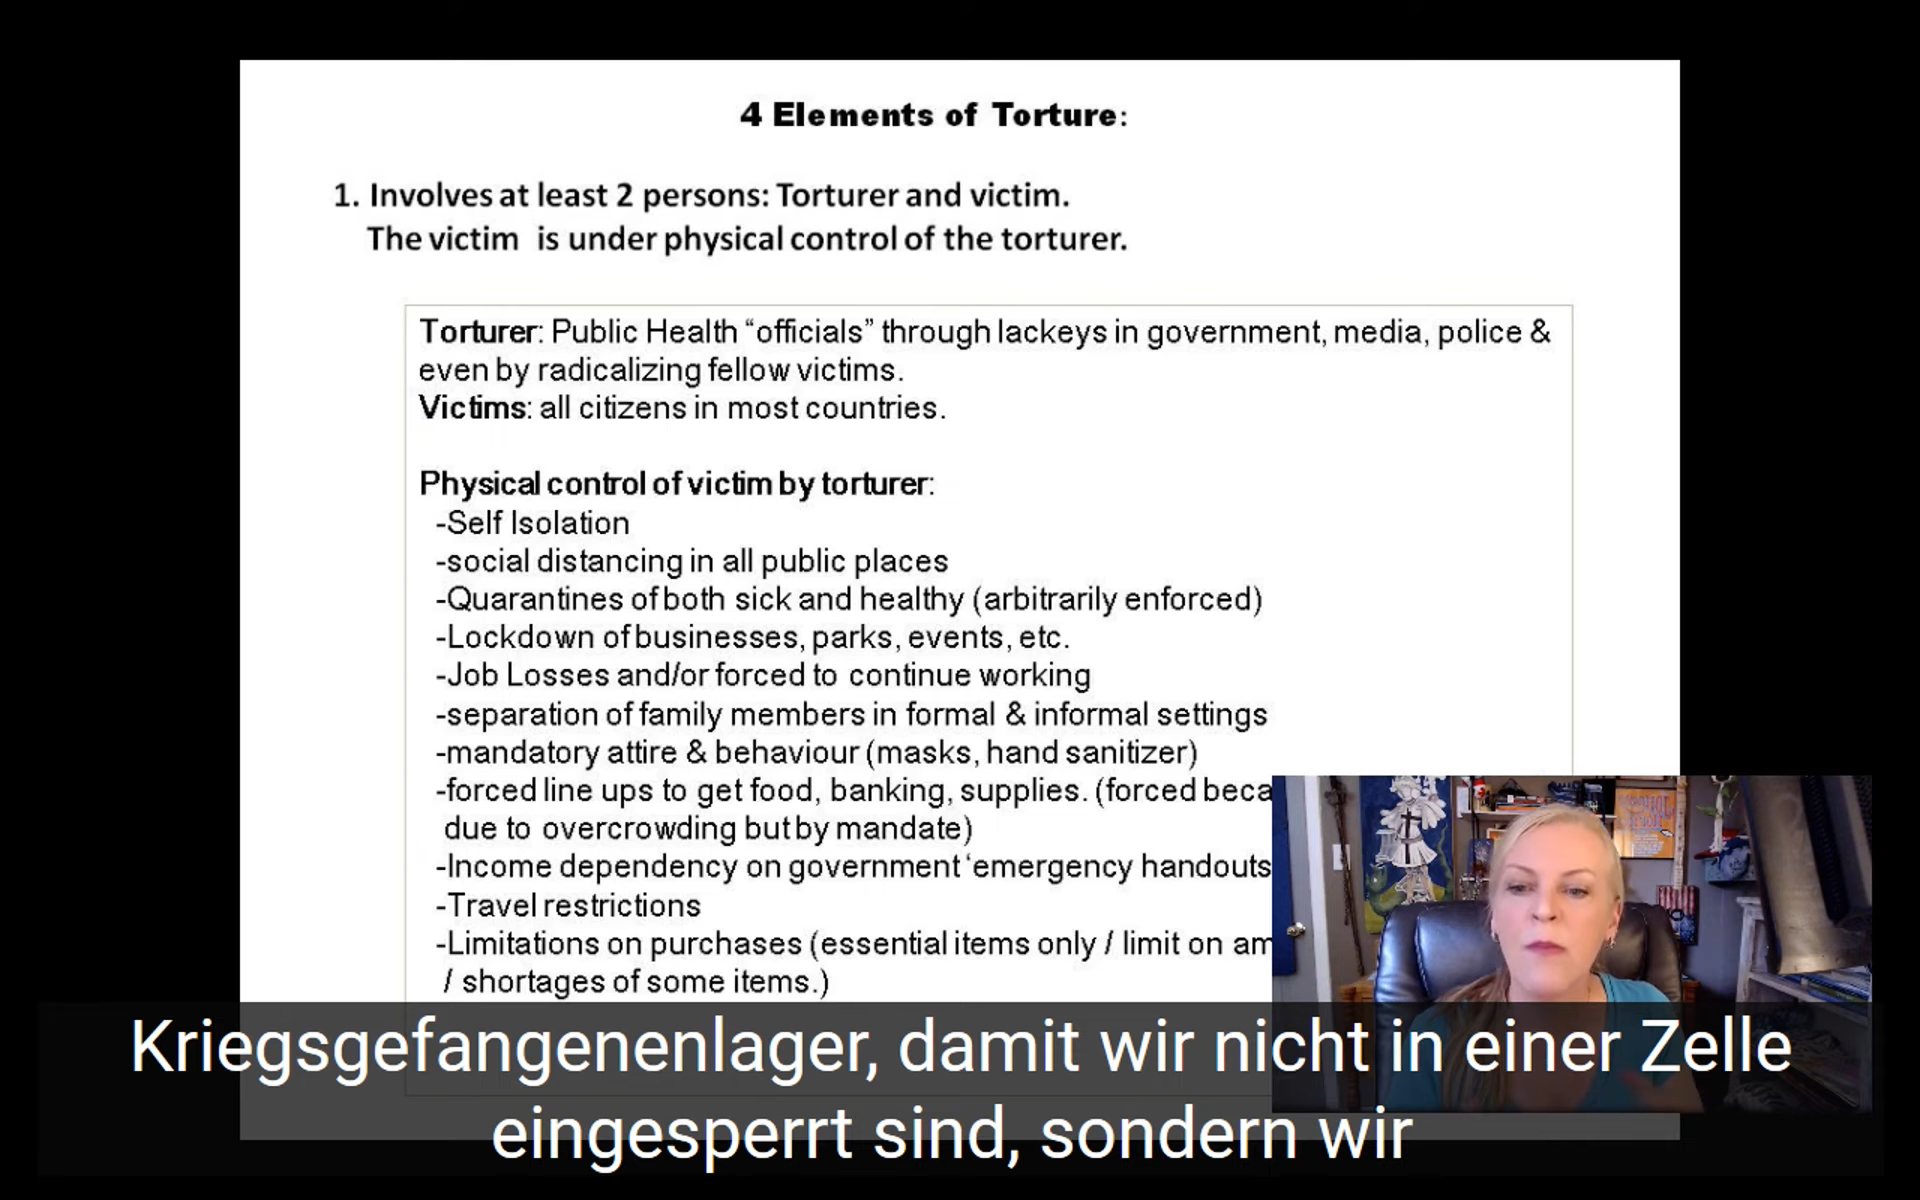 4 Elements of Torture:
1. Involves at least 2 persons: Torturer and victim.
The victim is under physical control of the torturer.
Torturer: Public Health “officials” through lackeys in government, media, police &
even by radicalizing fellow victims.
Victims: all citizens in most countries.
Physical control of victim by torturer:
-Self Isolation
-social distancing in all public places
-Quarantines of both sick and healthy (arbitrarily enforced)
-Lockdown of businesses, parks, events, etc.
-Job Losses and/or forced to continue working
-separation of family members in formal & informal settings
-mandatory attire & behaviour (masks, hand sanitizer)
-forced line ups to get food, banking, supplies. (forced beca
due to overcrowding but by mandate)
-Income dependency on government ‘emergency handouts
-Travel restrictions
-Limitations on purchases (essential items only / limit on am
/ shortages of some items.)
Kriegsgefangenenlager, damit wir nicht in einer Zelle
eingesperrt sind, sondern wir